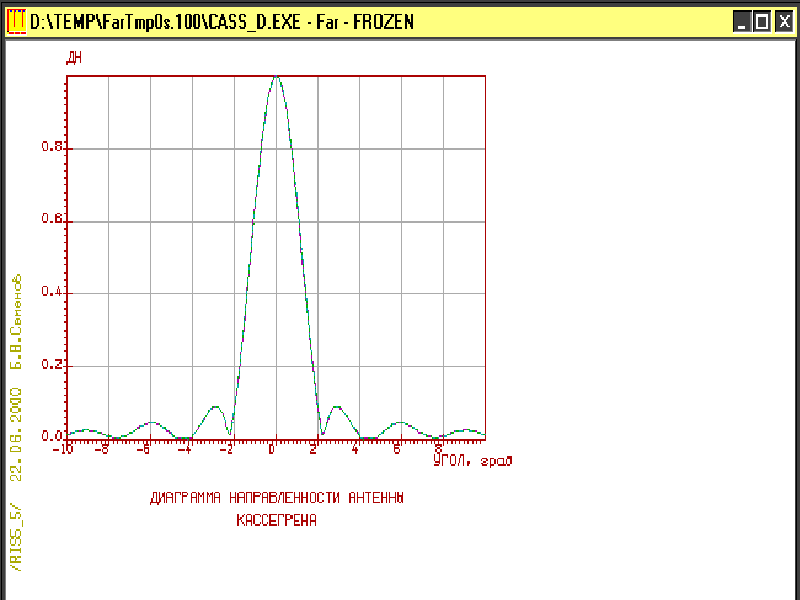 D:\TEMP\FarTmp0s.100\CASS_D.EXE - Far - FROZEN
ДН
0.8
0.6
0.4
0.2
0.0
-10 -8 -6 -4 -2 0 2 4 6 8
УГОЛ, град
ДИАГРАММА НАПРАВЛЕННОСТИ АНТЕННЫ
КАССЕГРЕНА
/RISS_5/ 22.06.2000 Б.В.Семенов